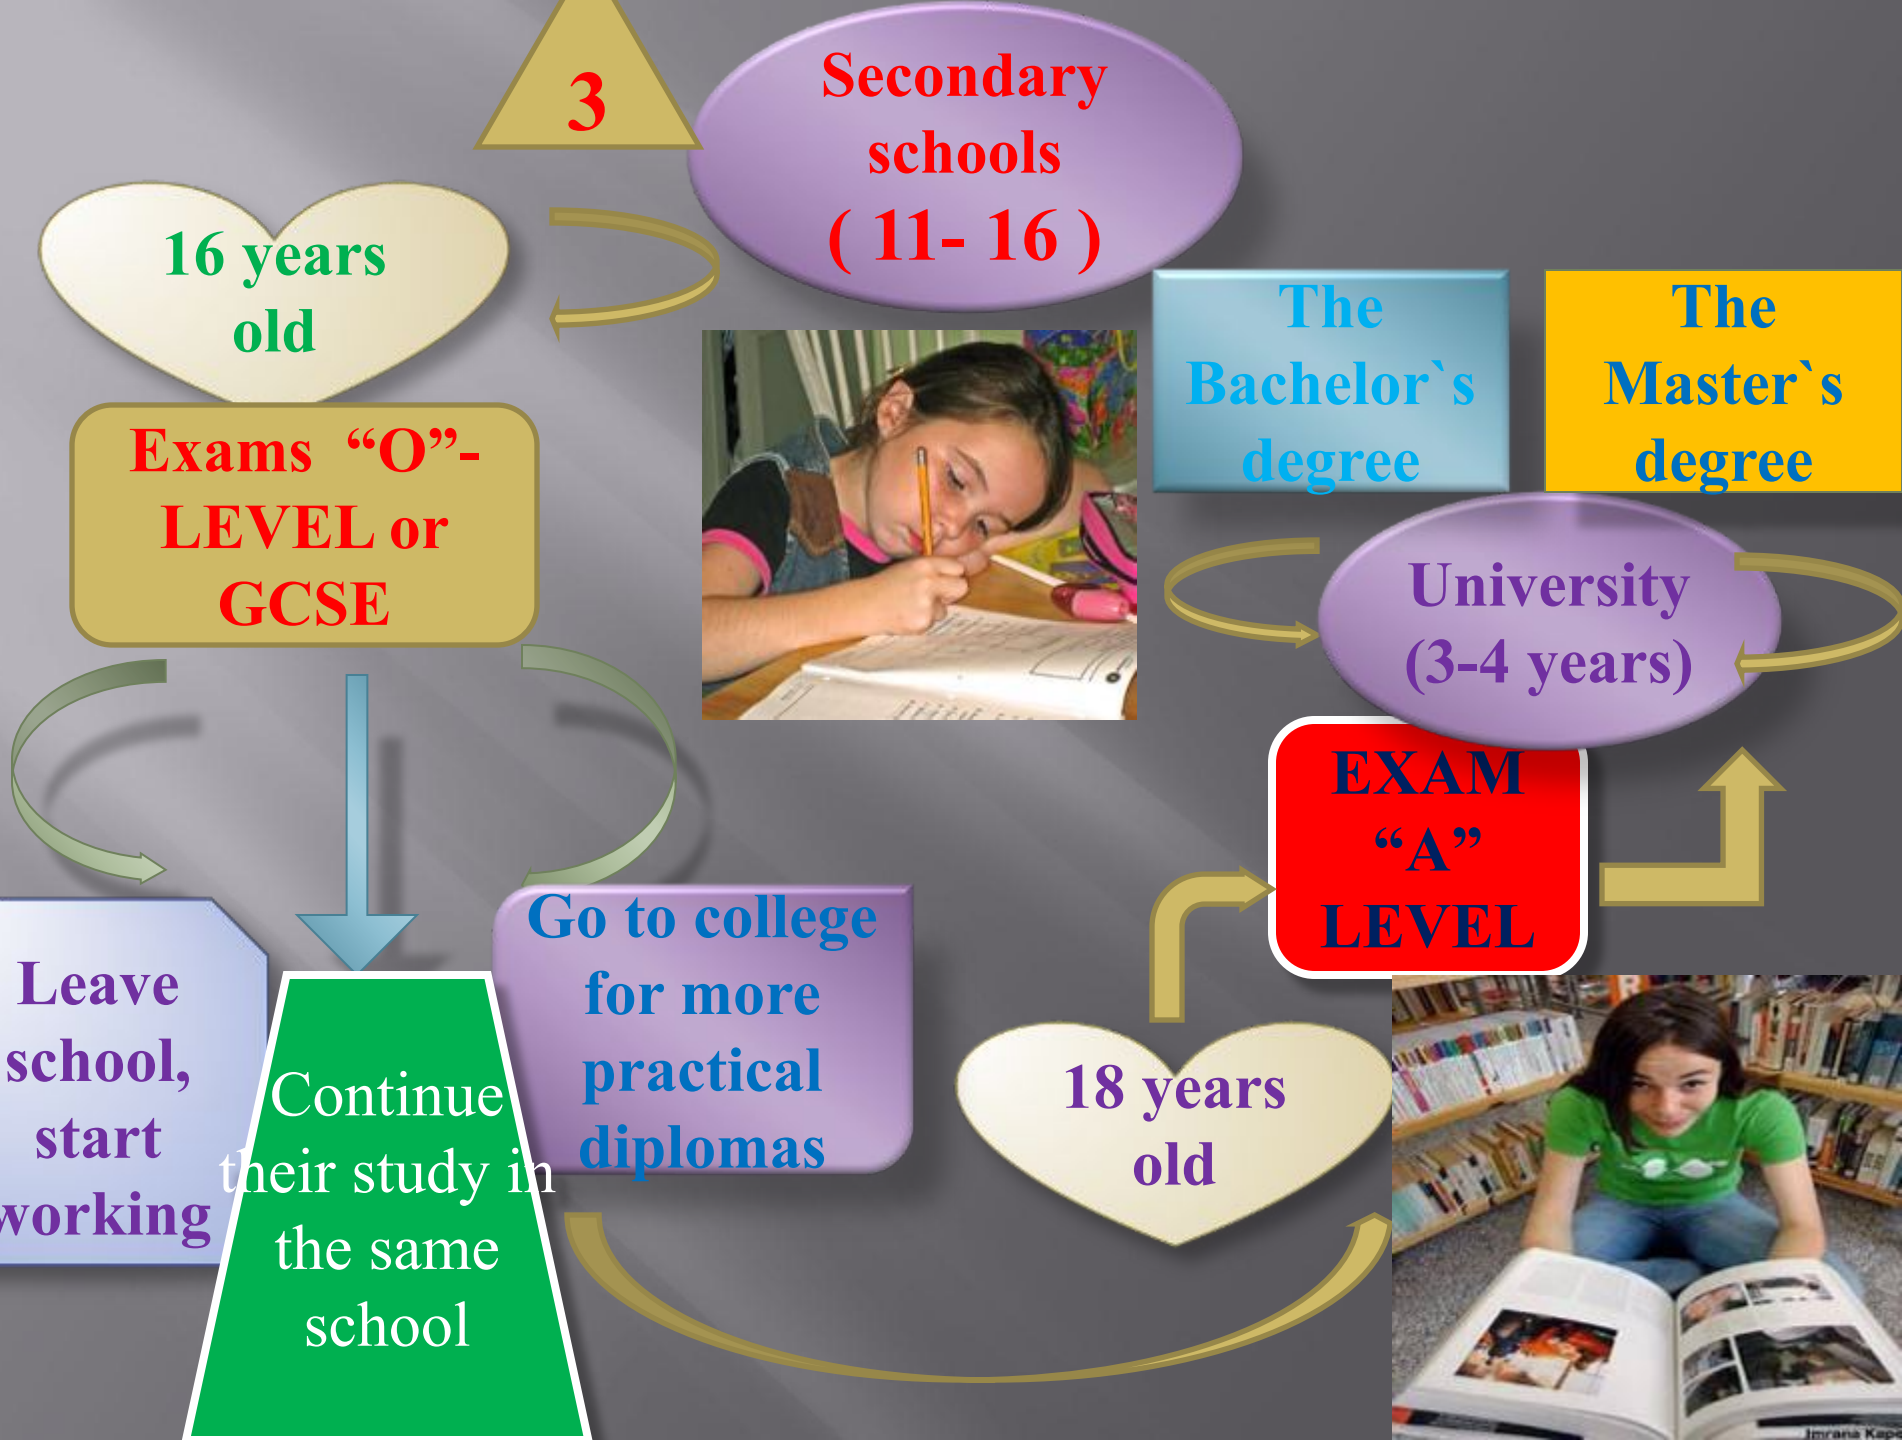 3
Secondary
schools
( 11- 16 )
16 years
old
Exams “O”-
LEVEL or
GCSE
Leave
school,
start
working
Continue
their study in
the same
school
Go to college
for more
practical
diplomas
18 years
old
EXAM
“A”
LEVEL
University
(3-4 years)
The
Bachelor`s
degree
The
Master`s
degree
Imrana Kap